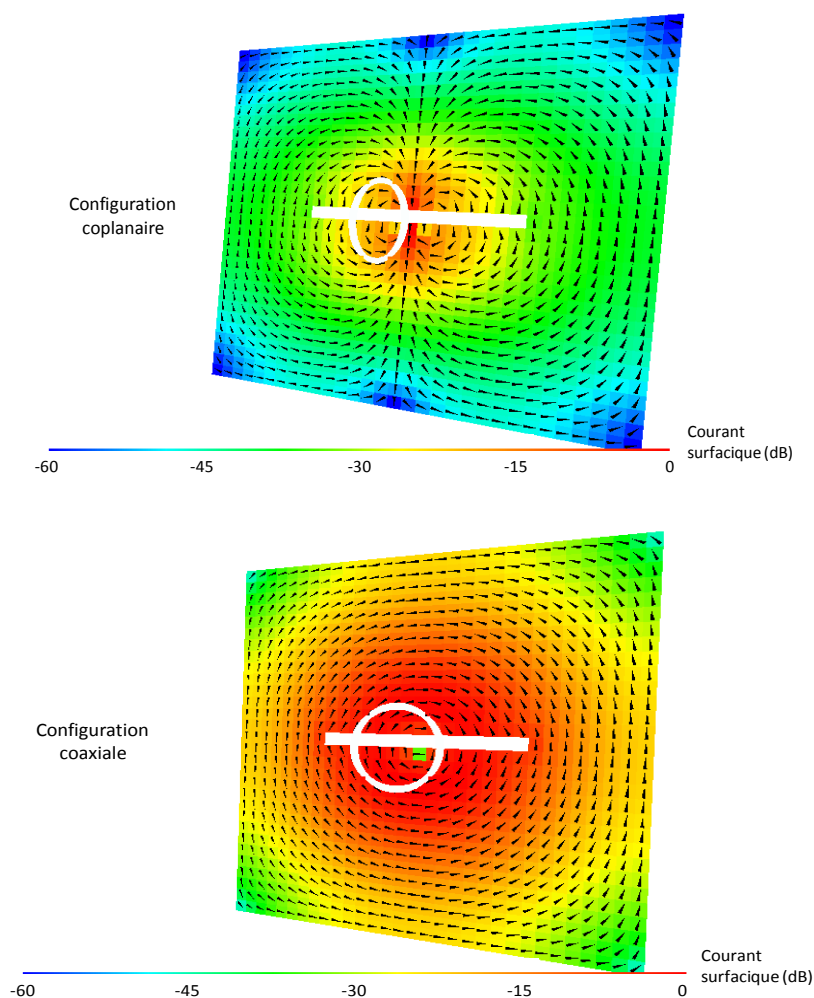 Configuration
coplanaire
Courant
surfacique (dB)
-60 -45 -30 -15 0
Configuration
coaxiale
Courant
surfacique (dB)
-60 -45 -30 -15 0